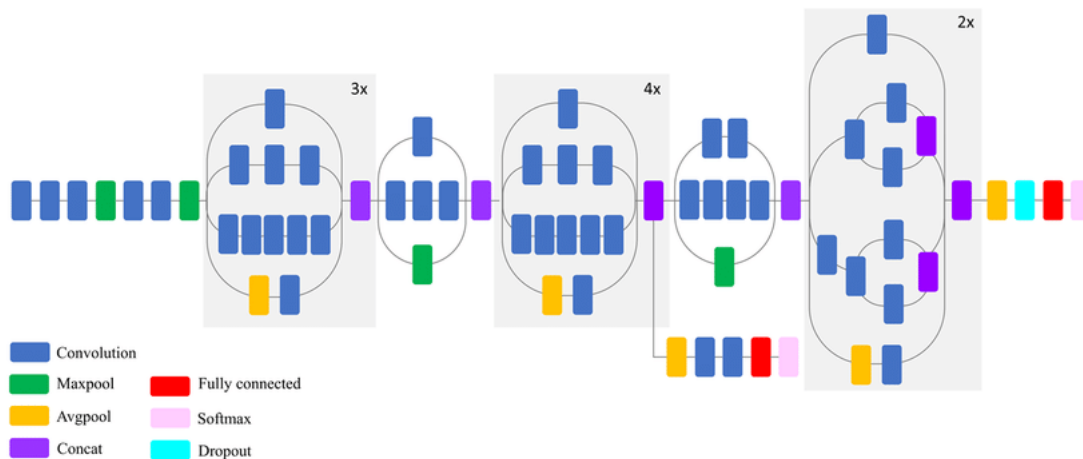 2x
3x
4x
Convolution
Maxpool
Fully connected
Avgpool
Softmax
Concat
Dropout